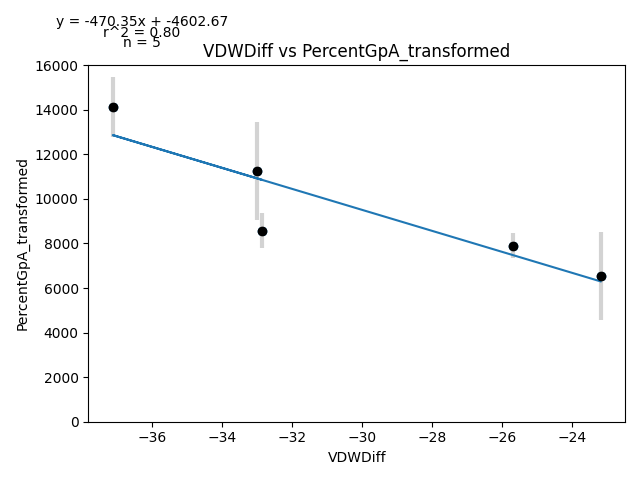 y = -470.35x + -4602.67
r^2 = 0.80
n = 5
VDWDiff vs PercentGpA_transformed
PercentGpA_transformed
16000
14000
12000
10000
8000
6000
4000
2000
0
−36
−34
−32
−30
−28
−26
−24
VDWDiff